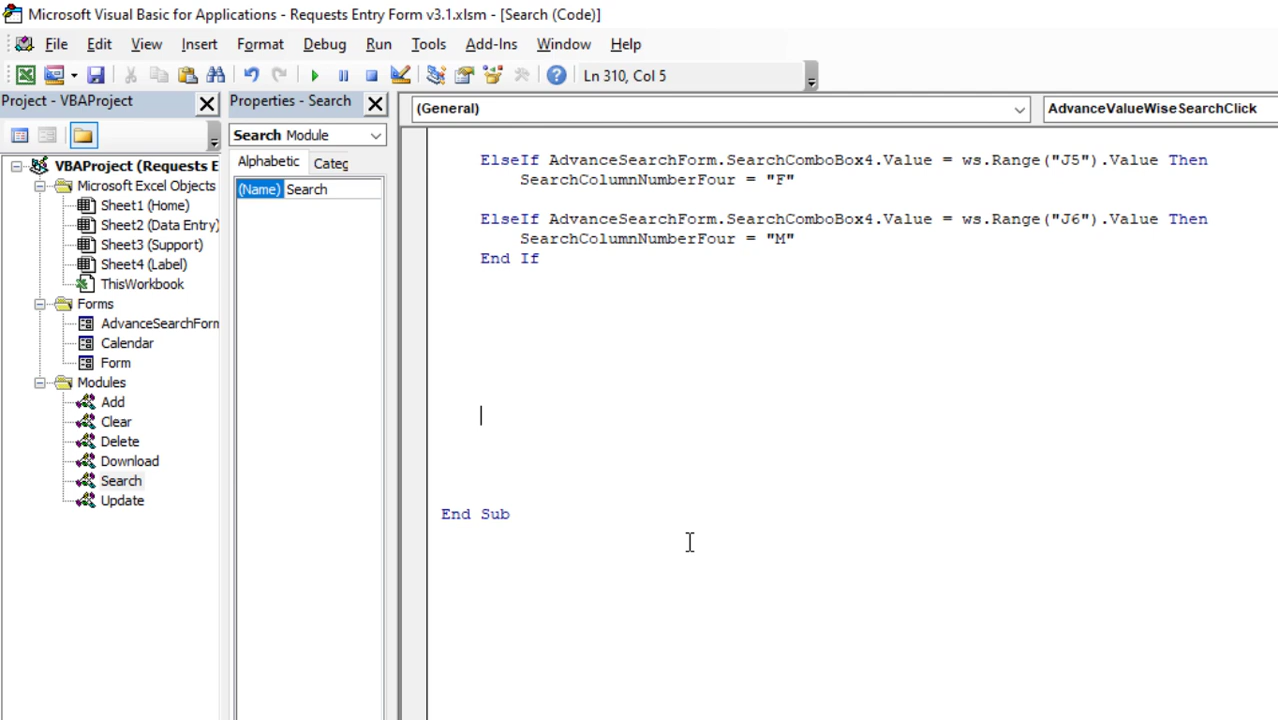 Microsoft Visual Basic for Applications - Requests Entry Form v3.1.xlsm - [Search (Code)]
File Edit View Insert Format Debug Run Tools Add-Ins Window Help
Ln 310, Col 5
Project - VBAProject
Properties - Search
(General)
AdvanceValueWiseSearchClick
Search Module
Alphabetic Categ
(Name) Search
VBAProject (Requests E
Microsoft Excel Objects
Sheet1 (Home)
Sheet2 (Data Entry)
Sheet3 (Support)
Sheet4 (Label)
ThisWorkbook
Forms
AdvanceSearchForm
Calendar
Form
Modules
Add
Clear
Delete
Download
Search
Update
ElseIf AdvanceSearchForm.SearchComboBox4.Value = ws.Range("J5").Value Then
SearchColumnNumberFour = "F"
ElseIf AdvanceSearchForm.SearchComboBox4.Value = ws.Range("J6").Value Then
SearchColumnNumberFour = "M"
End If
End Sub